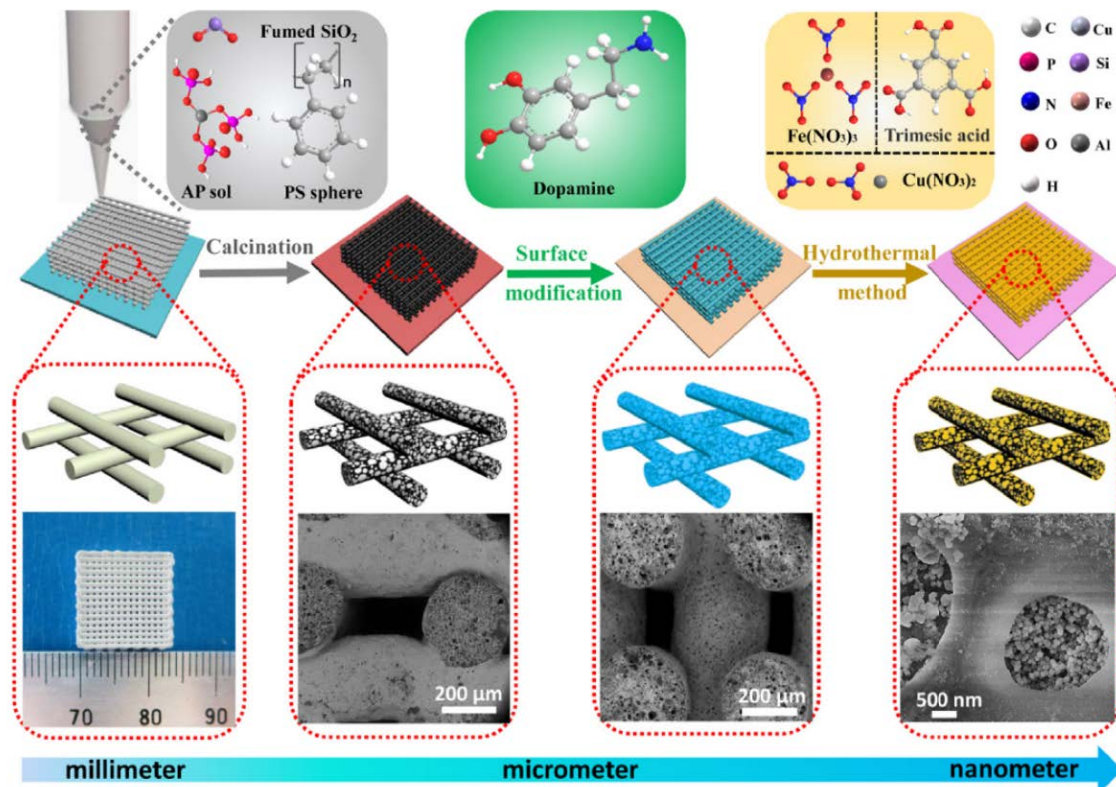 Fumed SiO₂
n
AP sol
PS sphere
Dopamine
Fe(NO₃)₃
Trimesic acid
Cu(NO₃)₂
C
Cu
P
Si
N
Fe
O
Al
H
Calcination
Surface
modification
Hydrothermal
method
70 80 90
200 μm
200 μm
500 nm
millimeter
micrometer
nanometer